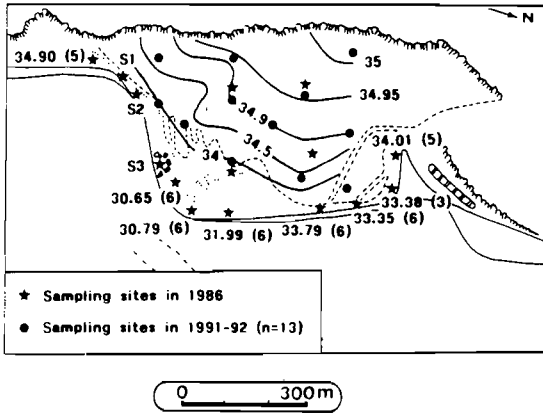 N
34.90 (5)
S1
35
34.95
S2
34.9
34.5
34.01 (5)
34
S3
30.65
(6)
33.38 (3)
30.79 (6)
31.99 (6)
33.79 (6)
33.35 (6)
Sampling sites in 1986
Sampling sites in 1991-92 (n=13)
0 300 m